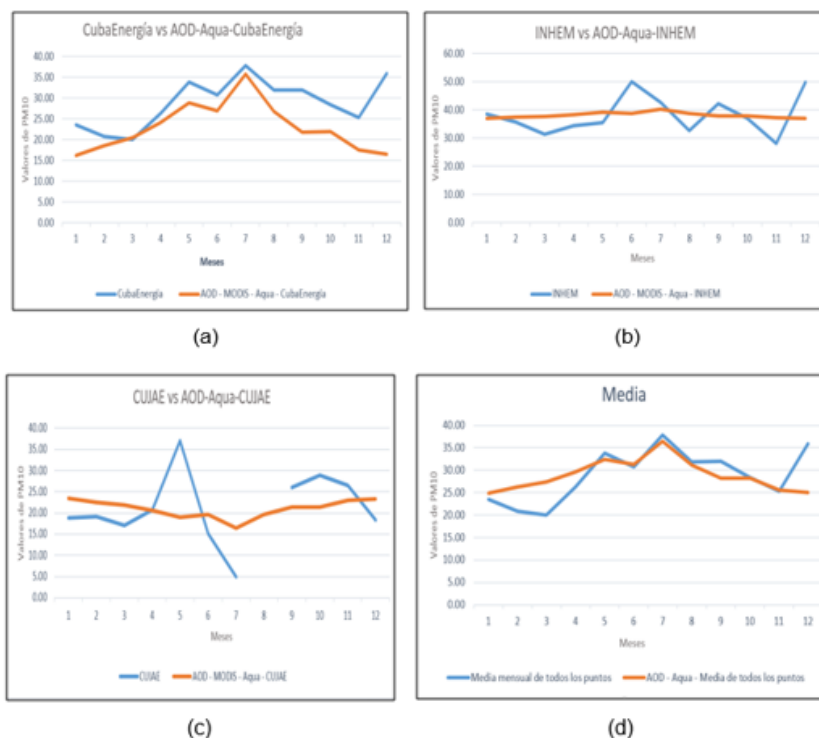 CubaEnergía vs AOD-Aqua-CubaEnergía
Valores de PM10
40.00
35.00
30.00
25.00
20.00
15.00
10.00
5.00
0.00
1 2 3 4 5 6 7 8 9 10 11 12
Meses
CubaEnergía AOD - MODIS - Aqua - CubaEnergía
(a)
INHEM vs AOD-Aqua-INHEM
Valores de PM10
60.00
50.00
40.00
30.00
20.00
10.00
0.00
1 2 3 4 5 6 7 8 9 10 11 12
Meses
INHEM AOD - MODIS - Aqua - INHEM
(b)
CUJAE vs AOD-Aqua-CUJAE
Valores de PM10
40.00
35.00
30.00
25.00
20.00
15.00
10.00
5.00
0.00
1 2 3 4 5 6 7 8 9 10 11 12
Meses
CUJAE AOD - MODIS - Aqua - CUJAE
(c)
Media
Valores de PM10
40.00
35.00
30.00
25.00
20.00
15.00
10.00
5.00
0.00
1 2 3 4 5 6 7 8 9 10 11 12
Meses
Media mensual de todos los puntos AOD - Aqua - Media de todos los puntos
(d)